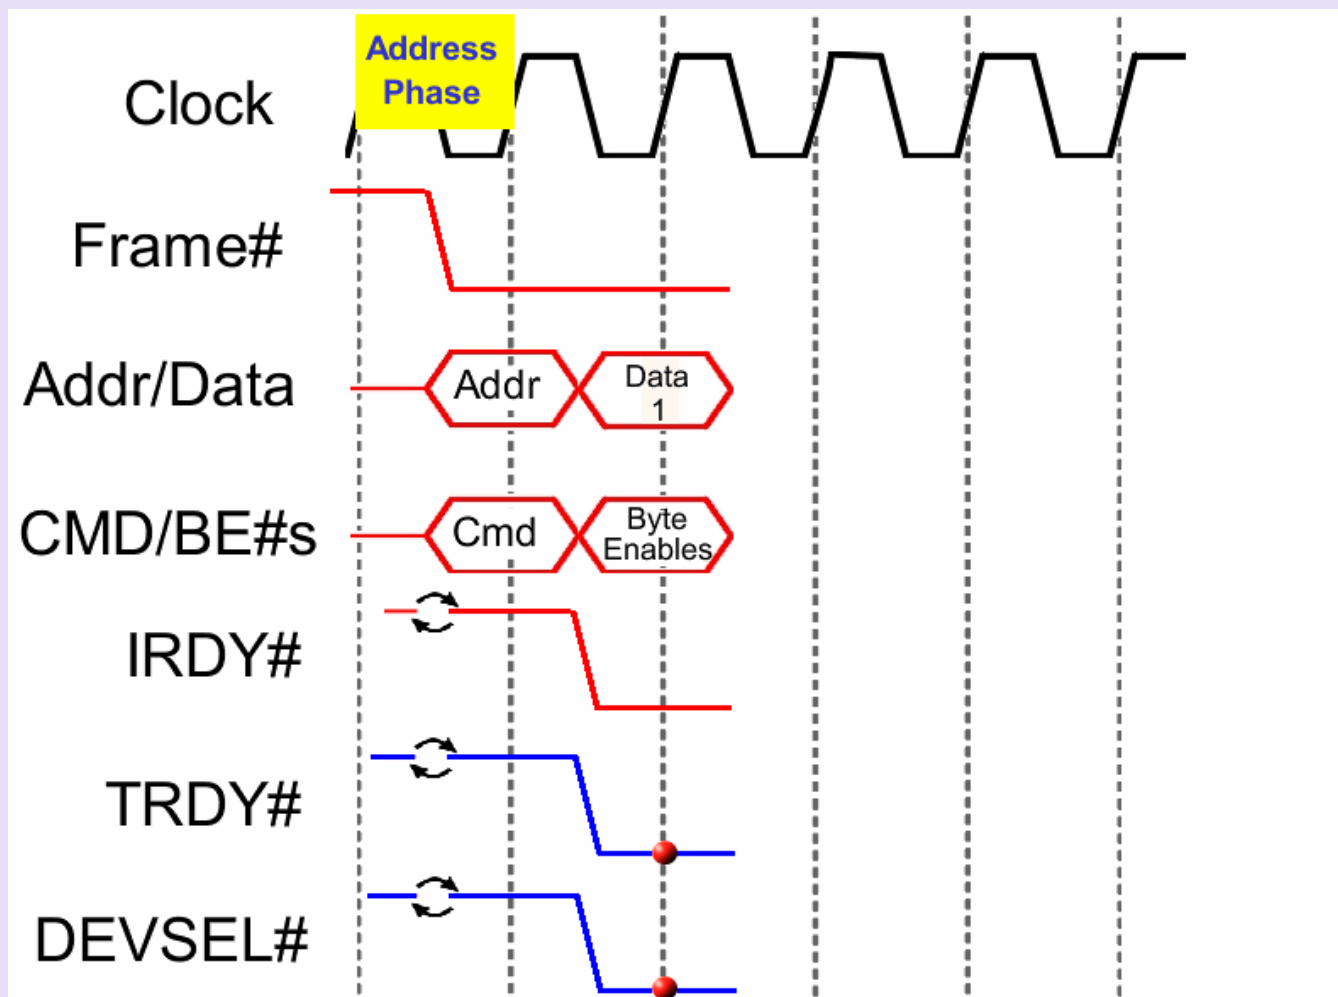 Address
Phase
Clock
Frame#
Addr/Data
Addr
Data
1
CMD/BE#s
Cmd
Byte
Enables
IRDY#
TRDY#
DEVSEL#